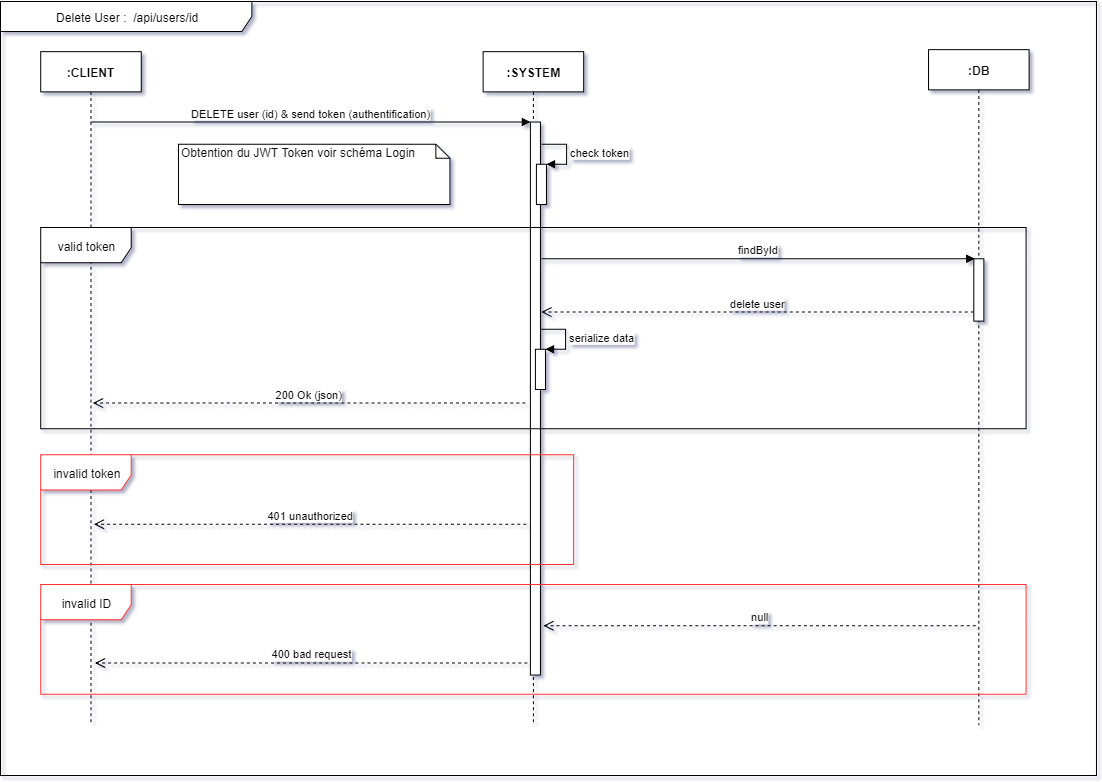 Delete User :  /api/users/id
:CLIENT
:SYSTEM
:DB
DELETE user (id) & send token (authentification)
Obtention du JWT Token voir schéma Login
check token
valid token
findById
delete user
serialize data
200 Ok (json)
invalid token
401 unauthorized
invalid ID
null
400 bad request